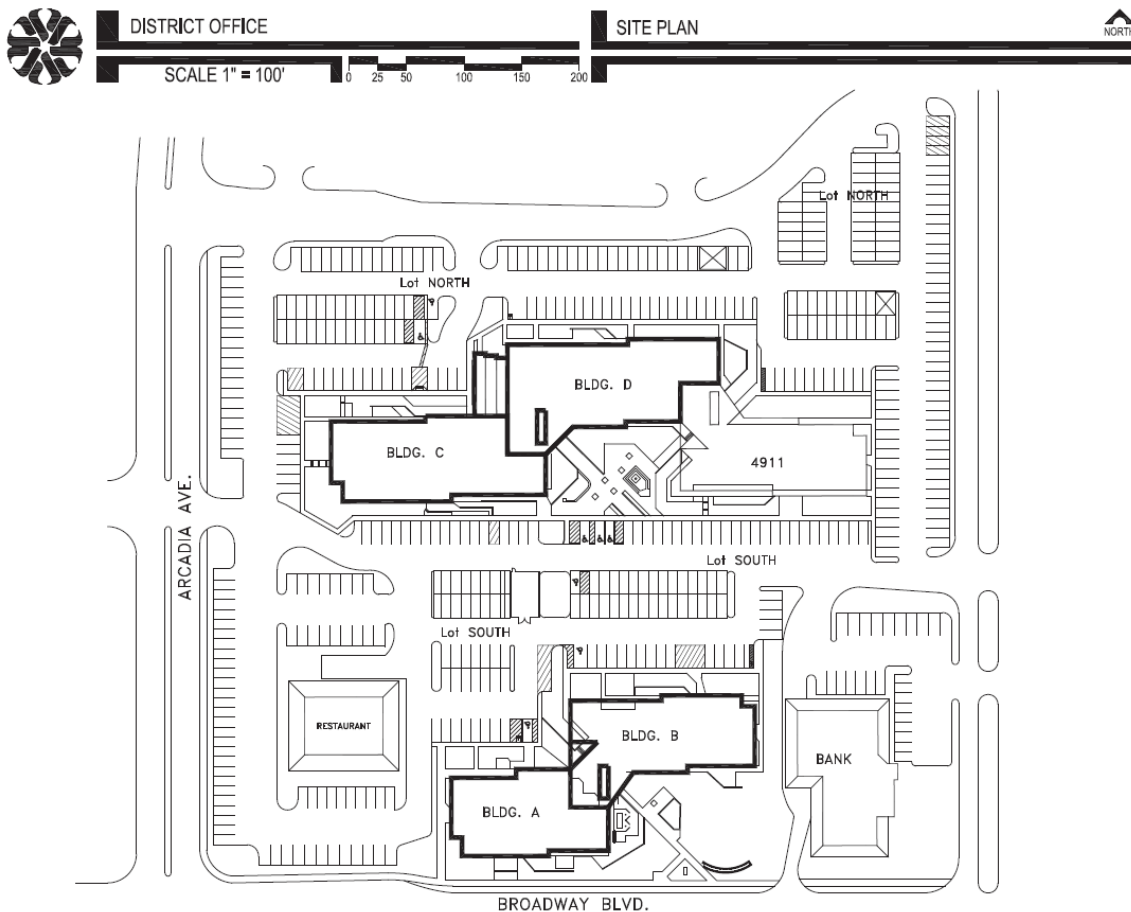 DISTRICT OFFICE
SITE PLAN
NORTH
SCALE 1" = 100'
0 25 50 100 150 200
Lot NORTH
Lot NORTH
BLDG. D
BLDG. C
4911
ARCADIA AVE.
Lot SOUTH
Lot SOUTH
RESTAURANT
BLDG. B
BANK
BLDG. A
BROADWAY BLVD.